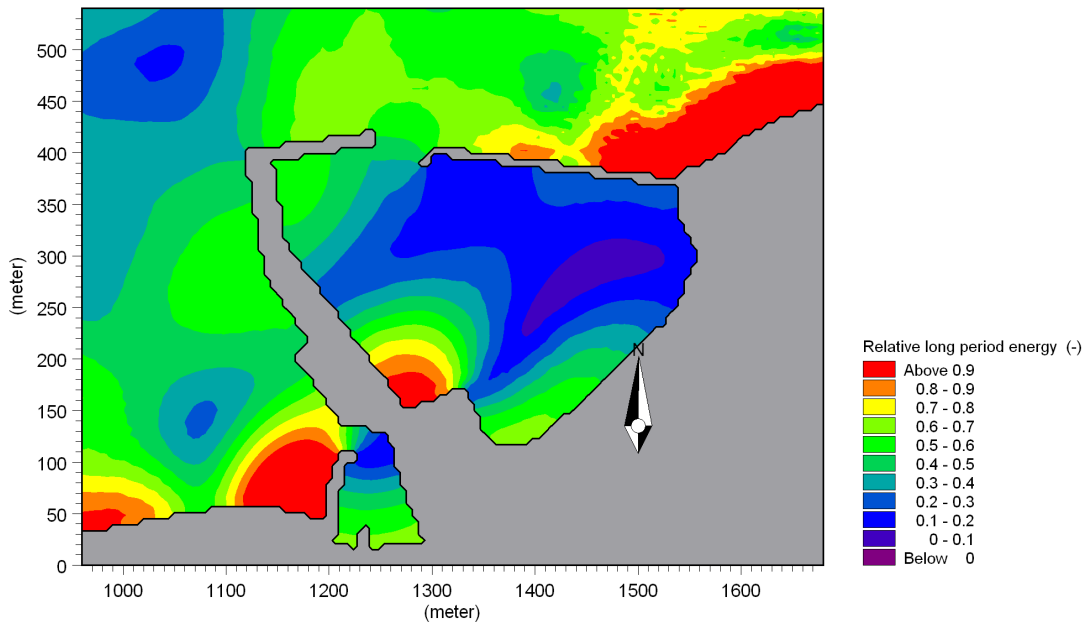 500
450
400
350
300
250
200
150
100
50
0
(meter)
1000 1100 1200 1300 1400 1500 1600
(meter)
N
Relative long period energy (-)
Above 0.9
0.8 - 0.9
0.7 - 0.8
0.6 - 0.7
0.5 - 0.6
0.4 - 0.5
0.3 - 0.4
0.2 - 0.3
0.1 - 0.2
0 - 0.1
Below 0